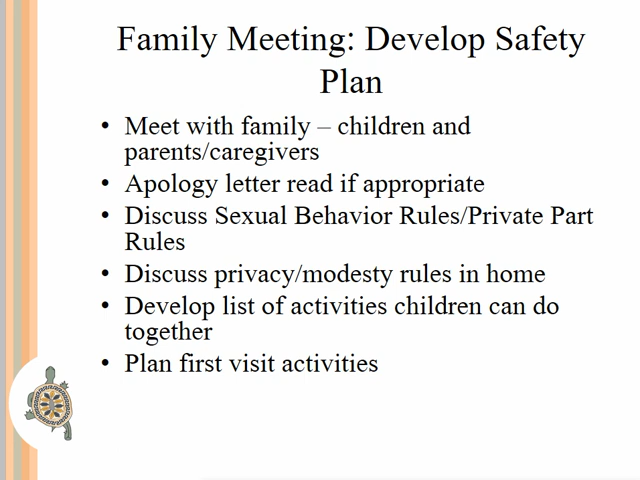 Family Meeting: Develop Safety
Plan
• Meet with family – children and
parents/caregivers
• Apology letter read if appropriate
• Discuss Sexual Behavior Rules/Private Part
Rules
• Discuss privacy/modesty rules in home
• Develop list of activities children can do
together
• Plan first visit activities